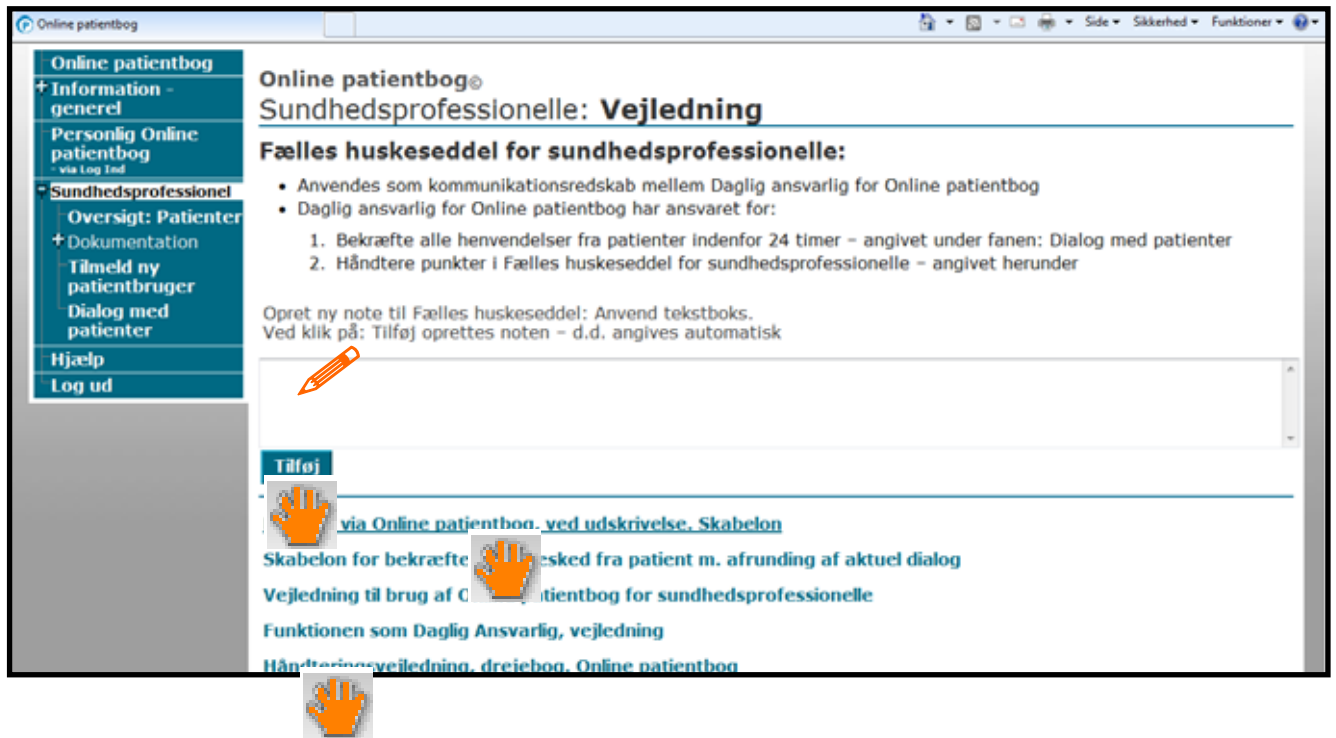 Online patientbog
Side
Sikkerhed
Funktioner
Online patientbog
Information -
generel
Personlig Online
patientbog
- via Log Ind
Sundhedsprofessionel
Oversigt: Patienter
Dokumentation
Tilmeld ny
patientbruger
Dialog med
patienter
Hjælp
Log ud
Online patientbog©
Sundhedsprofessionelle: Vejledning
Fælles huskeseddel for sundhedsprofessionelle:
• Anvendes som kommunikationsredskab mellem Daglig ansvarlig for Online patientbog
• Daglig ansvarlig for Online patientbog har ansvaret for:
1. Bekræfte alle henvendelser fra patienter indenfor 24 timer – angivet under fanen: Dialog med patienter
2. Håndtere punkter i Fælles huskeseddel for sundhedsprofessionelle – angivet herunder
Opret ny note til Fælles huskeseddel: Anvend tekstboks.
Ved klik på: Tilføj oprettes noten – d.d. angives automatisk
Tilføj
via Online patientbog, ved udskrivelse. Skabelon
Skabelon for bekræfte esked fra patient m. afrunding af aktuel dialog
Vejledning til brug af O tientbog for sundhedsprofessionelle
Funktionen som Daglig Ansvarlig, vejledning
Håndteringsvejledning, drejebog, Online patientbog